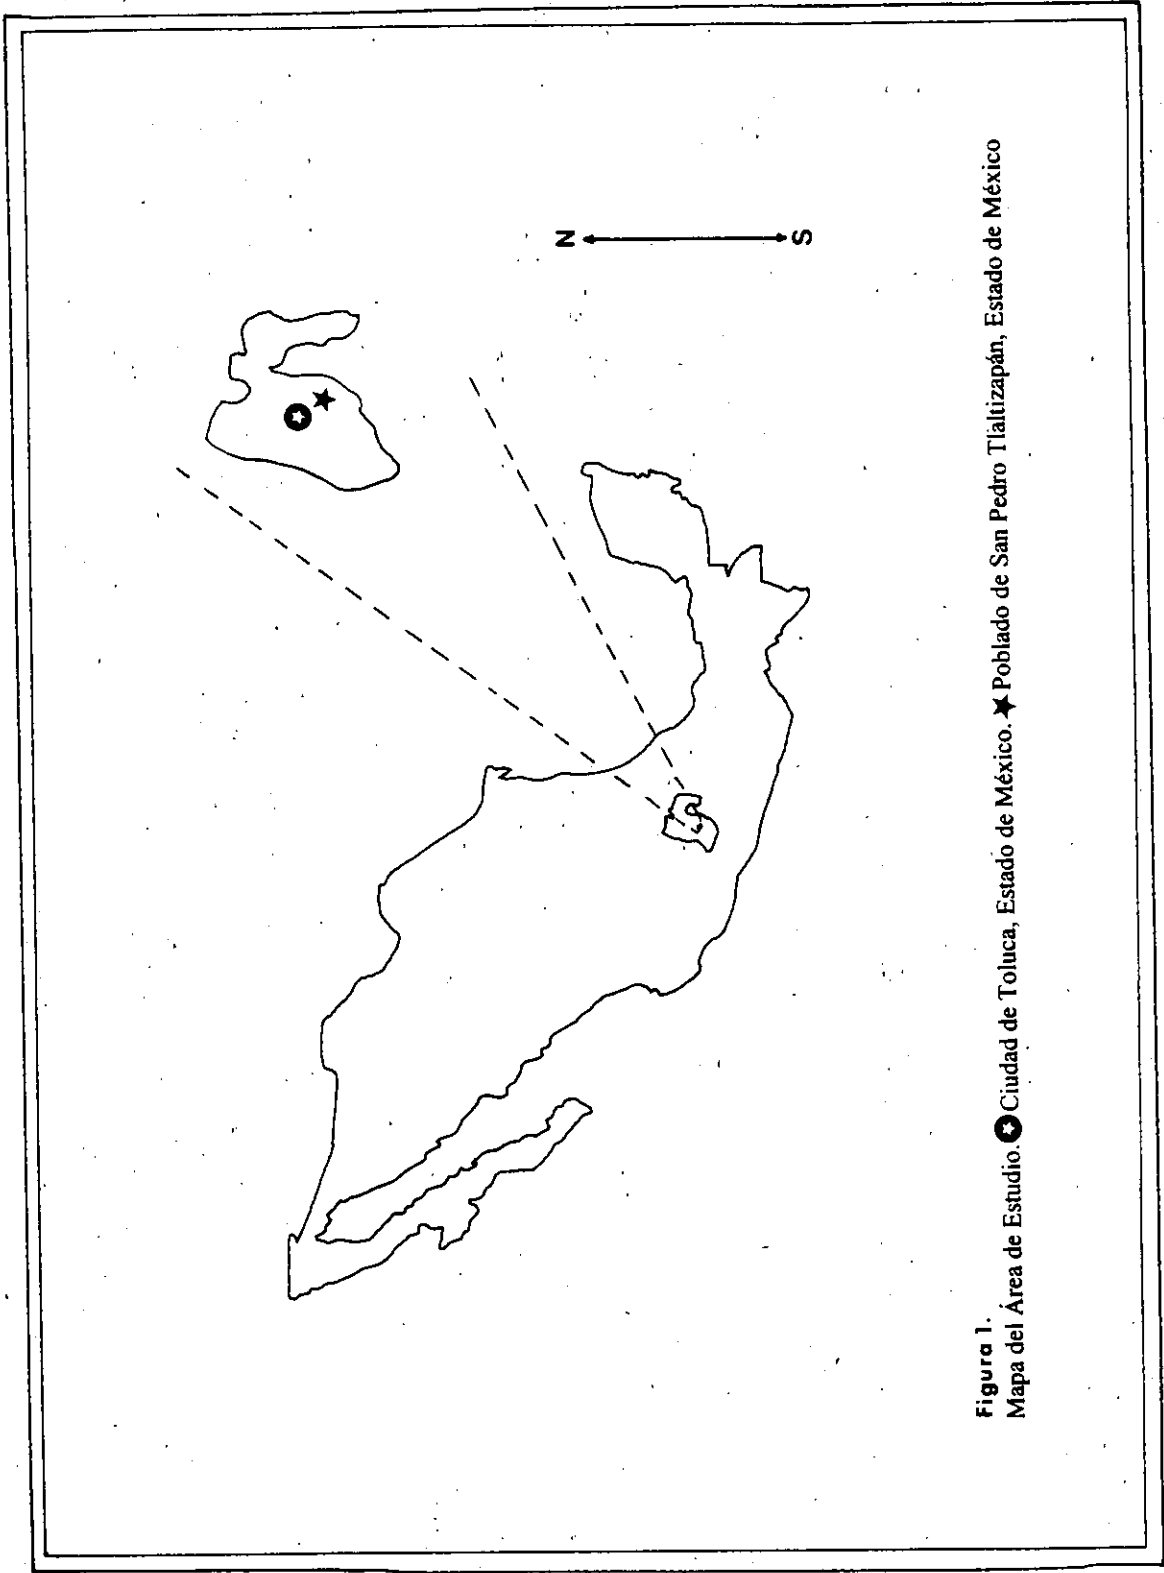 N
S
Figura 1.
Mapa del Área de Estudio. Ciudad de Toluca, Estado de México. Poblado de San Pedro Tlaltizapán, Estado de México